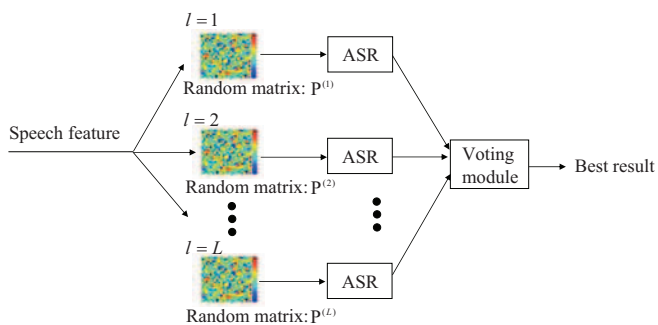 l = 1
ASR
Random matrix: P(1)
Speech feature
l = 2
ASR
Voting
module
Best result
Random matrix: P(2)
l = L
ASR
Random matrix: P(L)